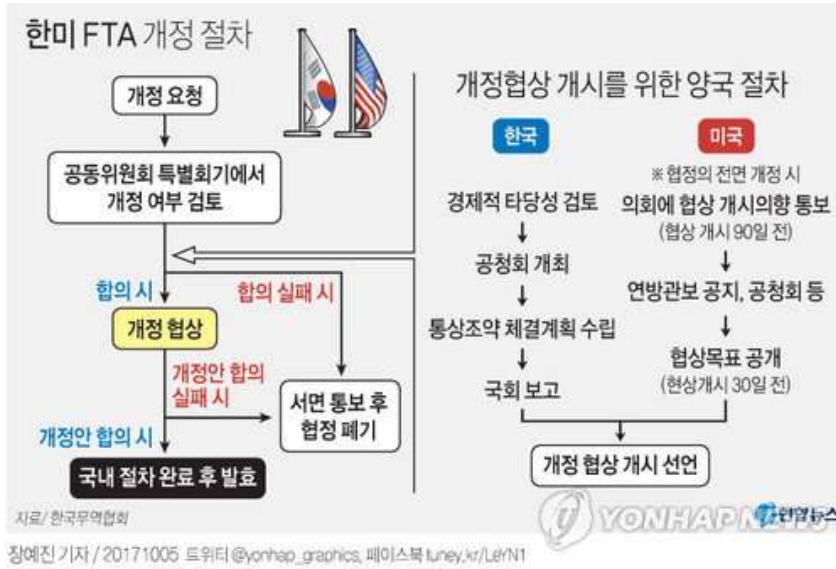 한미 FTA 개정 절차
개정 요청
공동위원회 특별회기에서
개정 여부 검토
합의 시
합의 실패 시
개정 협상
개정안 합의
실패 시
서면 통보 후
협정 폐기
개정안 합의 시
국내 절차 완료 후 발효
개정협상 개시를 위한 양국 절차
한국
경제적 타당성 검토
공청회 개최
통상조약 체결계획 수립
국회 보고
미국
※ 협정의 전면 개정 시
의회에 협상 개시의향 통보
(협상 개시 90일 전)
연방관보 공지, 공청회 등
협상목표 공개
(현상개시 30일 전)
개정 협상 개시 선언
자료/ 한국무역협회
YONHAP NEWS
연합뉴스
장예진 기자 / 20171005 트위터 @yonhap_graphics, 페이스북 tuney.kr/LeYN1